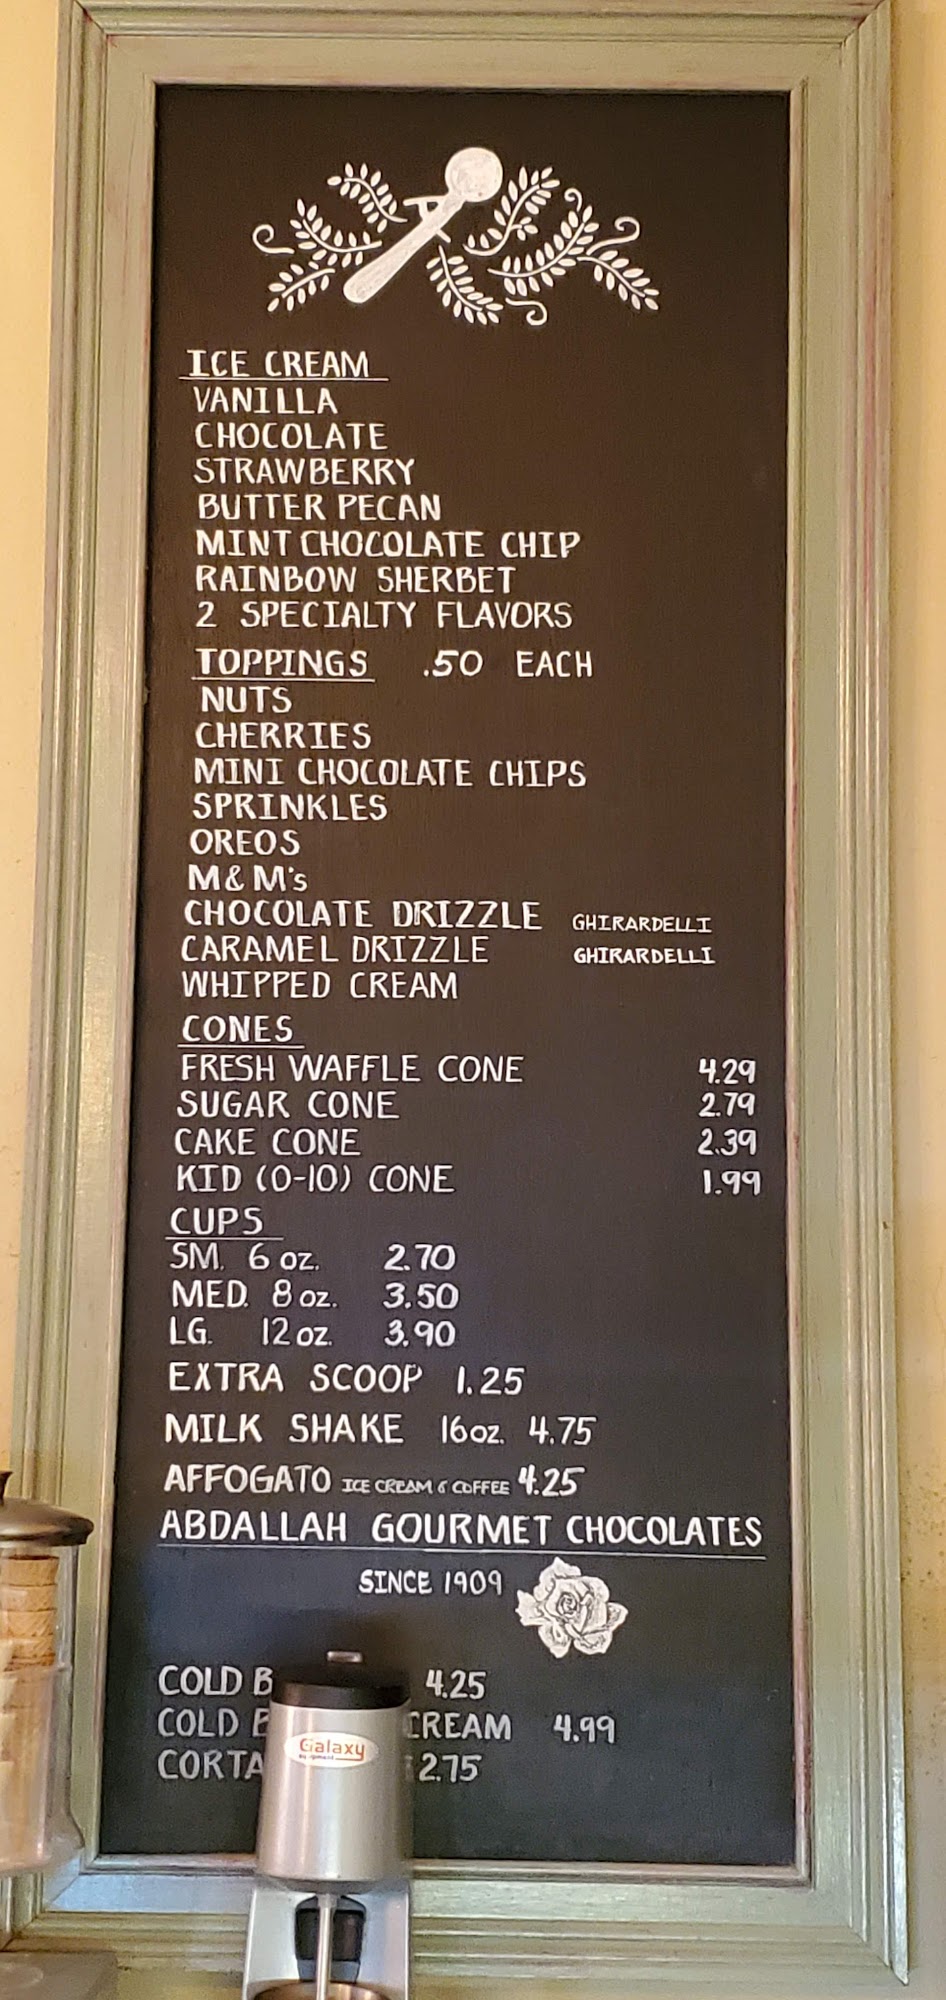 ICE CREAM
VANILLA
CHOCOLATE
STRAWBERRY
BUTTER PECAN
MINT CHOCOLATE CHIP
RAINBOW SHERBET
2 SPECIALTY FLAVORS
TOPPINGS .50 EACH
NUTS
CHERRIES
MINI CHOCOLATE CHIPS
SPRINKLES
OREOS
M&M's
CHOCOLATE DRIZZLE GHIRARDELLI
CARAMEL DRIZZLE GHIRARDELLI
WHIPPED CREAM
CONES
FRESH WAFFLE CONE 4.29
SUGAR CONE 2.79
CAKE CONE 2.39
KID (0-10) CONE 1.99
CUPS
SM. 6 oz. 2.70
MED. 8 oz. 3.50
LG. 12 oz. 3.90
EXTRA SCOOP 1.25
MILK SHAKE 16oz. 4.75
AFFOGATO ICE CREAM & COFFEE 4.25
ABDALLAH GOURMET CHOCOLATES
SINCE 1909
COLD 4.25
COLD CREAM 4.99
2.75
Galaxy